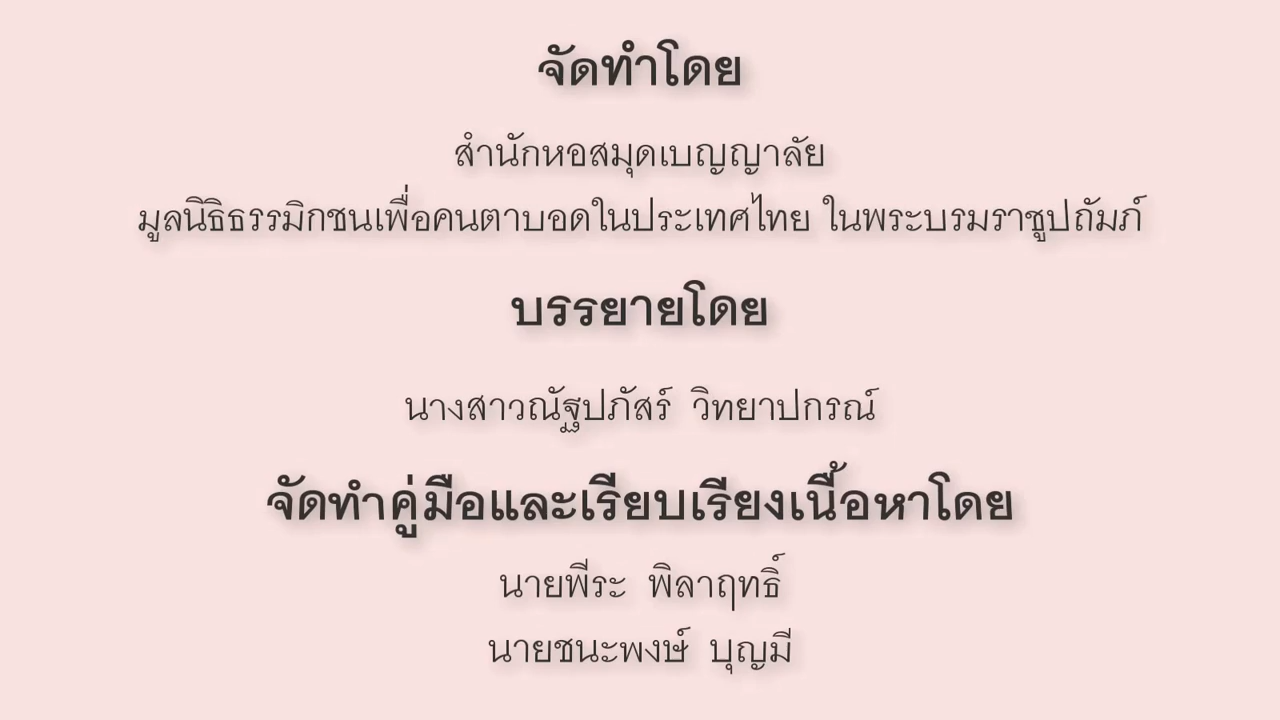 จัดทำโดย
สำนักหอสมุดเบญญาลัย
มูลนิธิธรรมิกชนเพื่อคนตาบอดในประเทศไทย ในพระบรมราชูปถัมภ์
บรรยายโดย
นางสาวณัฐปภัสร์ วิทยาปกรณ์
จัดทำคู่มือและเรียบเรียงเนื้อหาโดย
นายพีระ พิลาฤทธิ์
นายชนะพงษ์ บุญมี